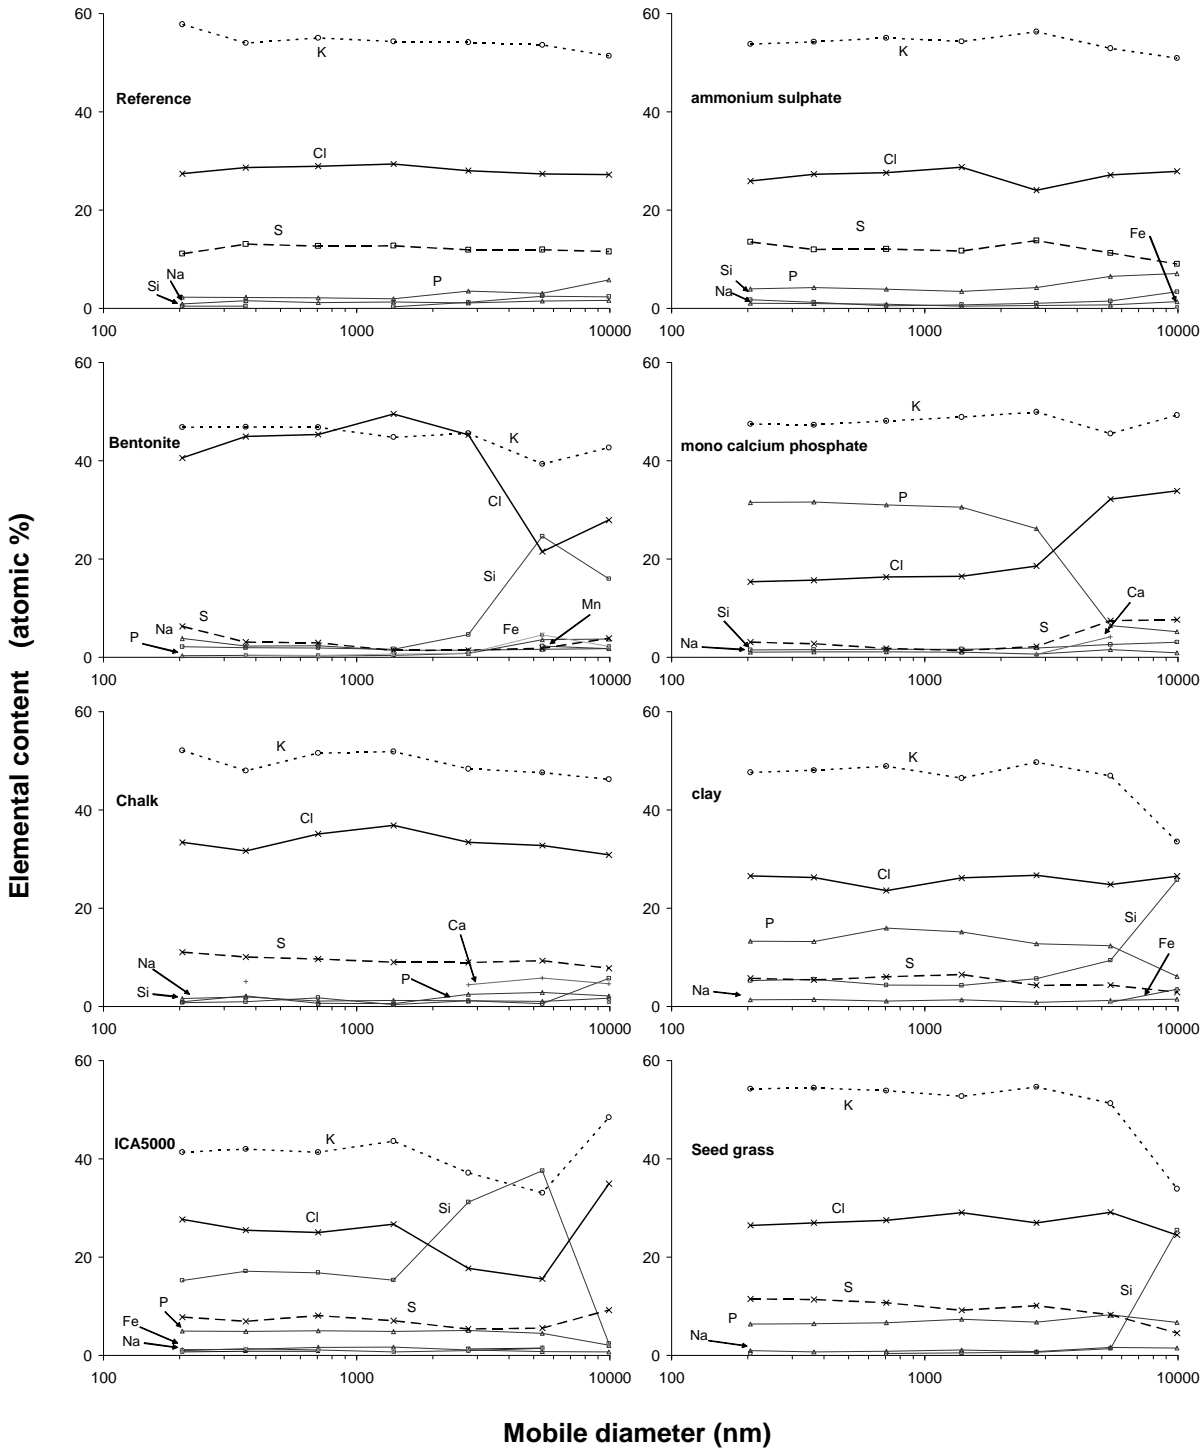 60
40
20
0
100 1000 10000
Reference
K
Cl
S
Na
Si
P
60
40
20
0
100 1000 10000
ammonium sulphate
K
Cl
S
Fe
Si
P
Na
60
40
20
0
100 1000 10000
Bentonite
K
Cl
Si
S
Na
P
Fe
Mn
60
40
20
0
100 1000 10000
mono calcium phosphate
K
P
Cl
Ca
Si
S
Na
60
40
20
0
100 1000 10000
Chalk
K
Cl
S
Ca
Na
P
Si
60
40
20
0
100 1000 10000
clay
K
Cl
P
Si
S
Fe
Na
60
40
20
0
100 1000 10000
ICA5000
K
Cl
Si
P
S
Fe
Na
60
40
20
0
100 1000 10000
Seed grass
K
Cl
S
Si
P
Na
Elemental content (atomic %)
Mobile diameter (nm)